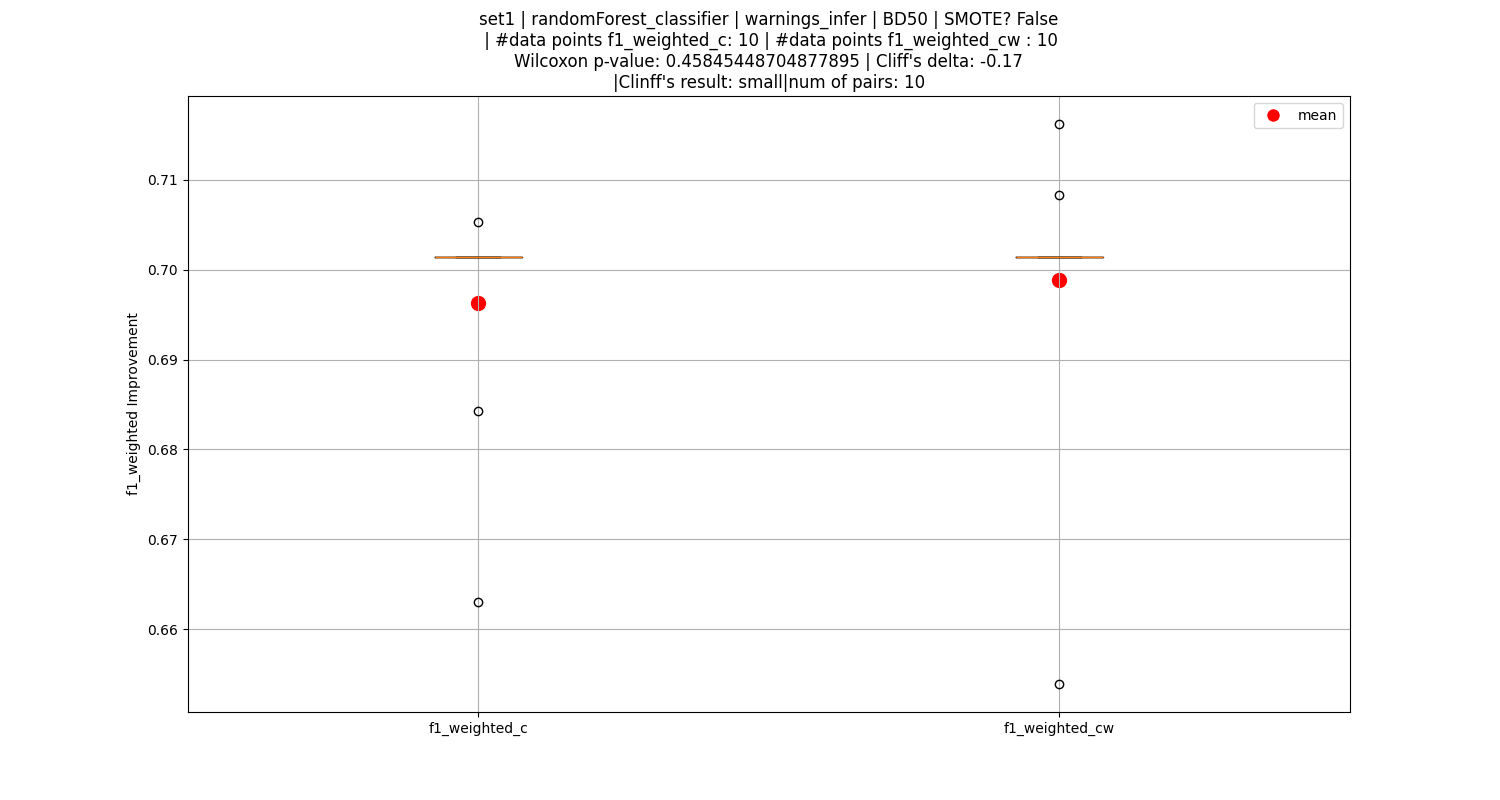 set1 | randomForest_classifier | warnings_infer | BD50 | SMOTE? False
| #data points f1_weighted_c: 10 | #data points f1_weighted_cw : 10
Wilcoxon p-value: 0.45845448704877895 | Cliff's delta: -0.17
|Clinff's result: small|num of pairs: 10
mean
0.71
0.70
0.69
0.68
0.67
0.66
f1_weighted Improvement
f1_weighted_c
f1_weighted_cw